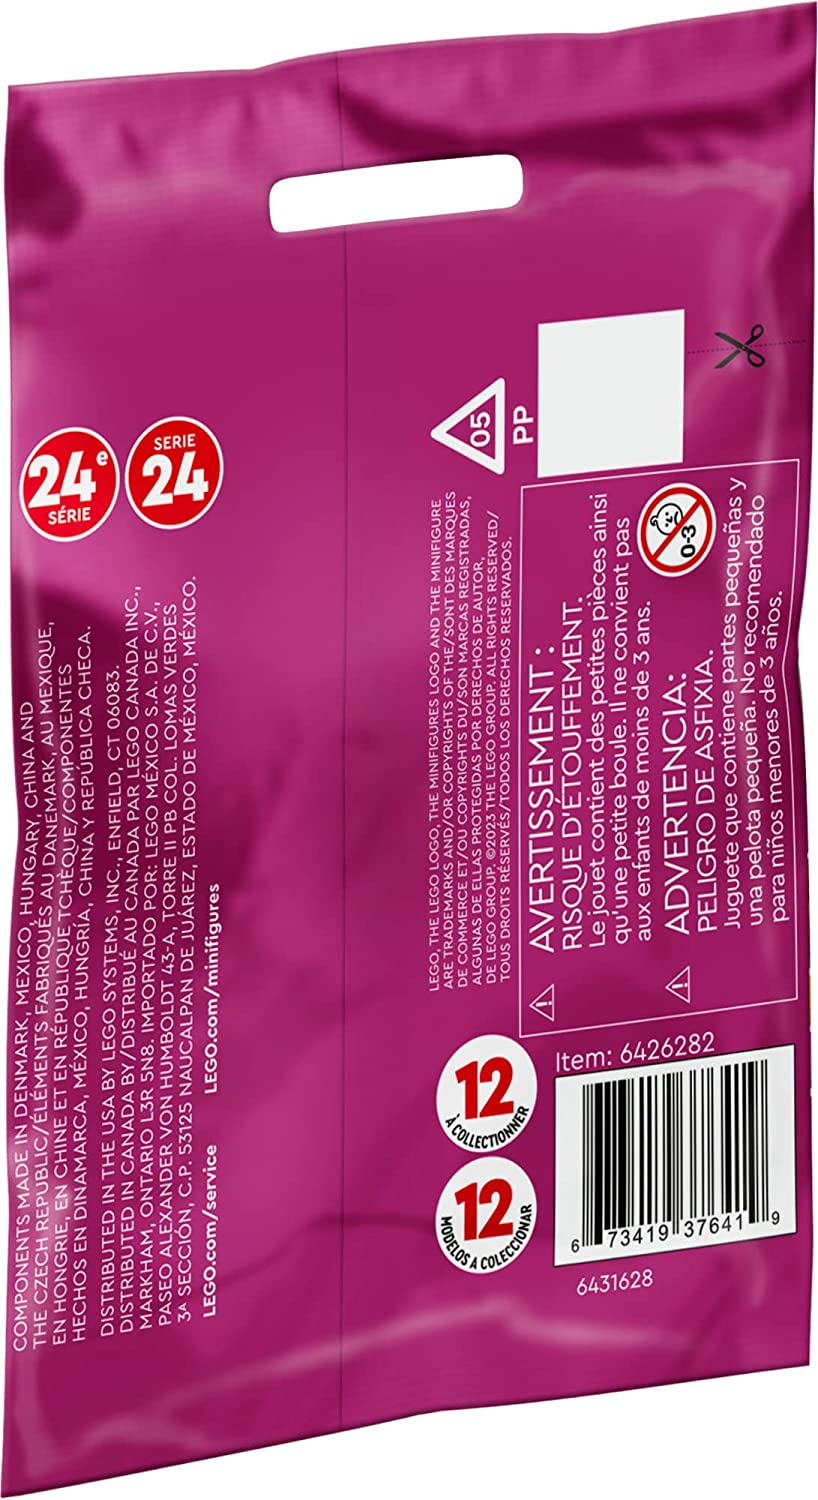 24e
SÉRIE
SERIE
24
COMPONENTS MADE IN DENMARK, MEXICO, HUNGARY, CHINA AND
THE CZECH REPUBLIC/ÉLÉMENTS FABRIQUÉS AU DANEMARK, AU MEXIQUE,
EN HONGRIE, EN CHINE ET EN RÉPUBLIQUE TCHÈQUE/COMPONENTES
HECHOS EN DINAMARCA, MÉXICO, HUNGRÍA, CHINA Y REPÚBLICA CHECA.
DISTRIBUTED IN THE USA BY LEGO SYSTEMS, INC., ENFIELD, CT 06083.
DISTRIBUTED IN CANADA BY/DISTRIBUÉ AU CANADA PAR LEGO CANADA INC.,
MARKHAM, ONTARIO L3R 5N8. IMPORTADO POR: LEGO MÉXICO S.A. DE C.V.,
PASEO ALEXANDER VON HUMBOLDT 43-A, TORRE II PB COL. LOMAS VERDES
3ª SECCIÓN, C.P. 53125 NAUCALPAN DE JUÁREZ, ESTADO DE MÉXICO, MÉXICO.
LEGO.com/service LEGO.com/minifigures
05
PP
LEGO, THE LEGO LOGO, THE MINIFIGURES LOGO AND THE MINIFIGURE
ARE TRADEMARKS AND/OR COPYRIGHTS OF THE/SONT DES MARQUES
DE COMMERCE ET/OU COPYRIGHTS DU/SON MARCAS REGISTRADAS,
ALGUNAS DE ELLAS PROTEGIDAS POR DERECHOS DE AUTOR,
DE LEGO GROUP. ©2023 THE LEGO GROUP. ALL RIGHTS RESERVED/
TOUS DROITS RÉSERVÉS/TODOS LOS DERECHOS RESERVADOS.
AVERTISSEMENT :
RISQUE D'ÉTOUFFEMENT.
Le jouet contient des petites pièces ainsi
qu'une petite boule. Il ne convient pas
aux enfants de moins de 3 ans.
0-3
ADVERTENCIA:
PELIGRO DE ASFIXIA.
Juguete que contiene partes pequeñas y
una pelota pequeña. No recomendado
para niños menores de 3 años.
12
À COLLECTIONNER
12
MODELOS A COLECCIONAR
Item: 6426282
6 73419 37641 9
6431628